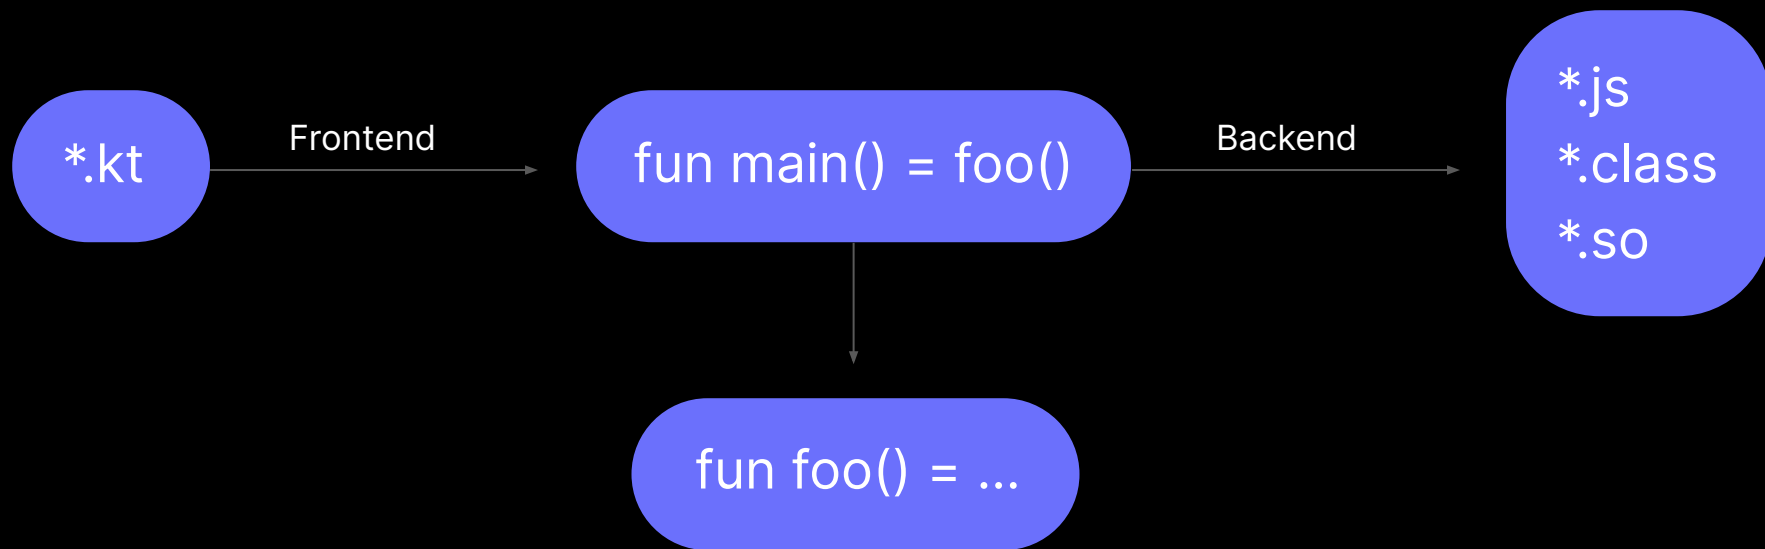 *.kt
Frontend
fun main() = foo()
Backend
*.js
*.class
*.so
fun foo() = ...